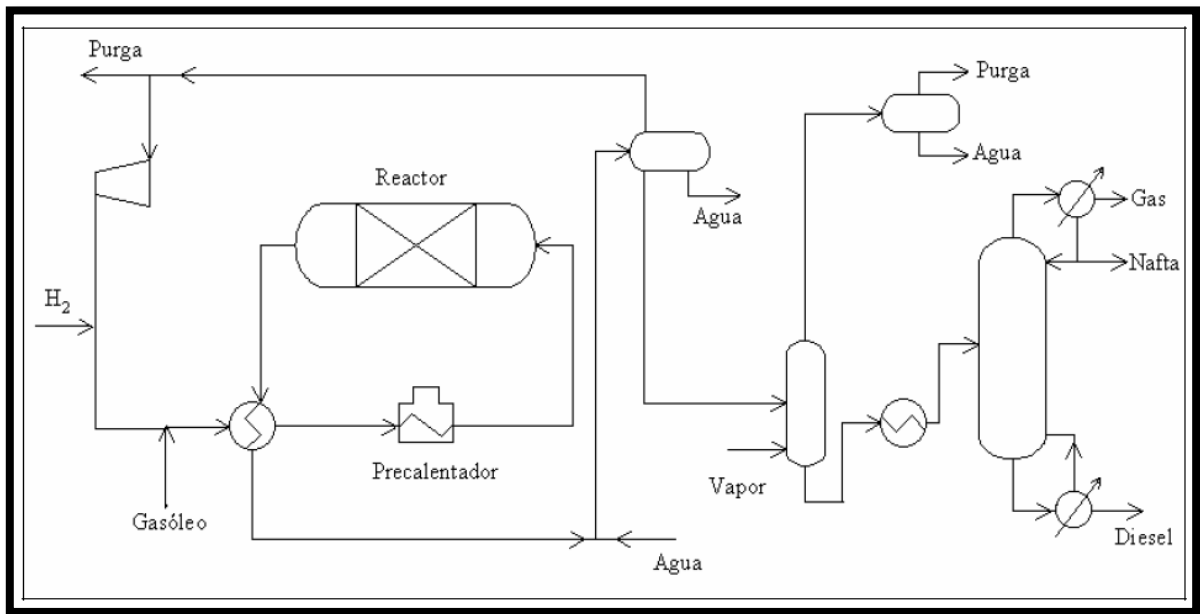 Purga
Purga
Agua
Reactor
Agua
Gas
Nafta
H2
Precalentador
Vapor
Gasóleo
Agua
Diesel